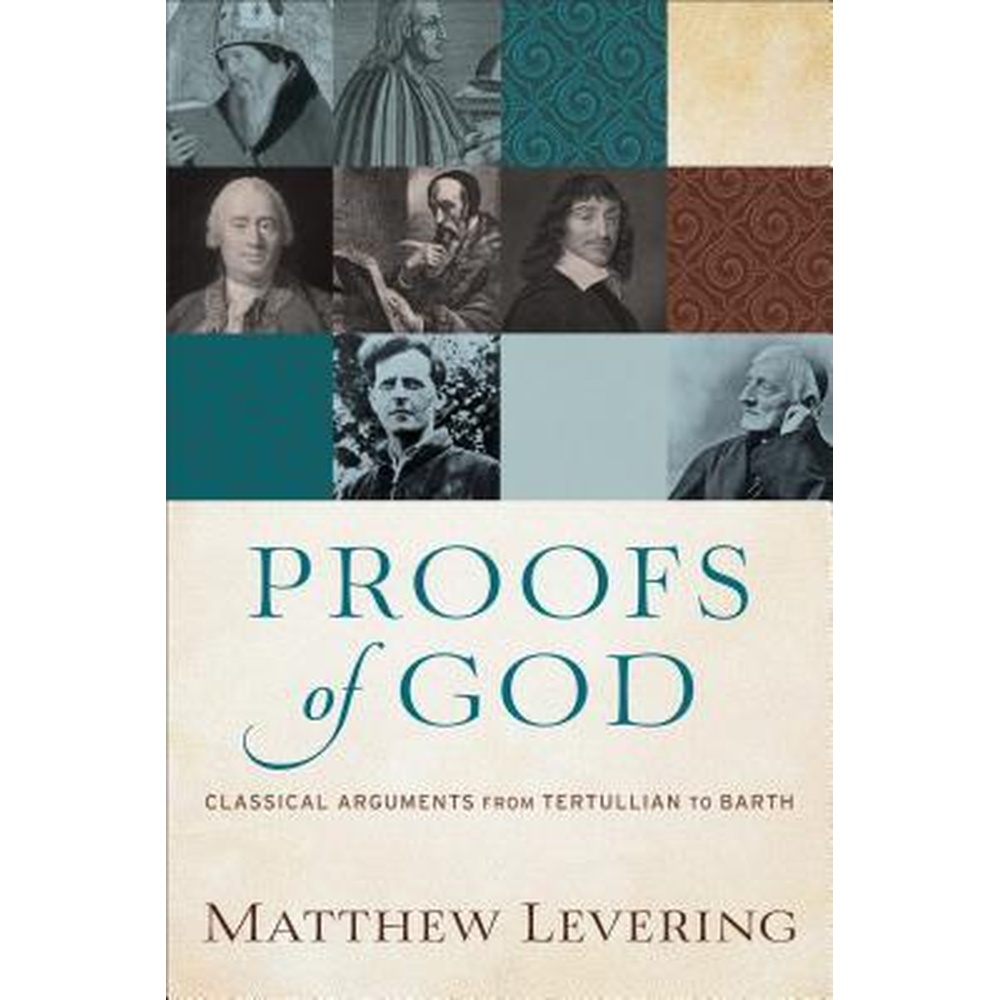 PROOFS
of GOD
CLASSICAL ARGUMENTS FROM TERTULLIAN TO BARTH
MATTHEW LEVERING